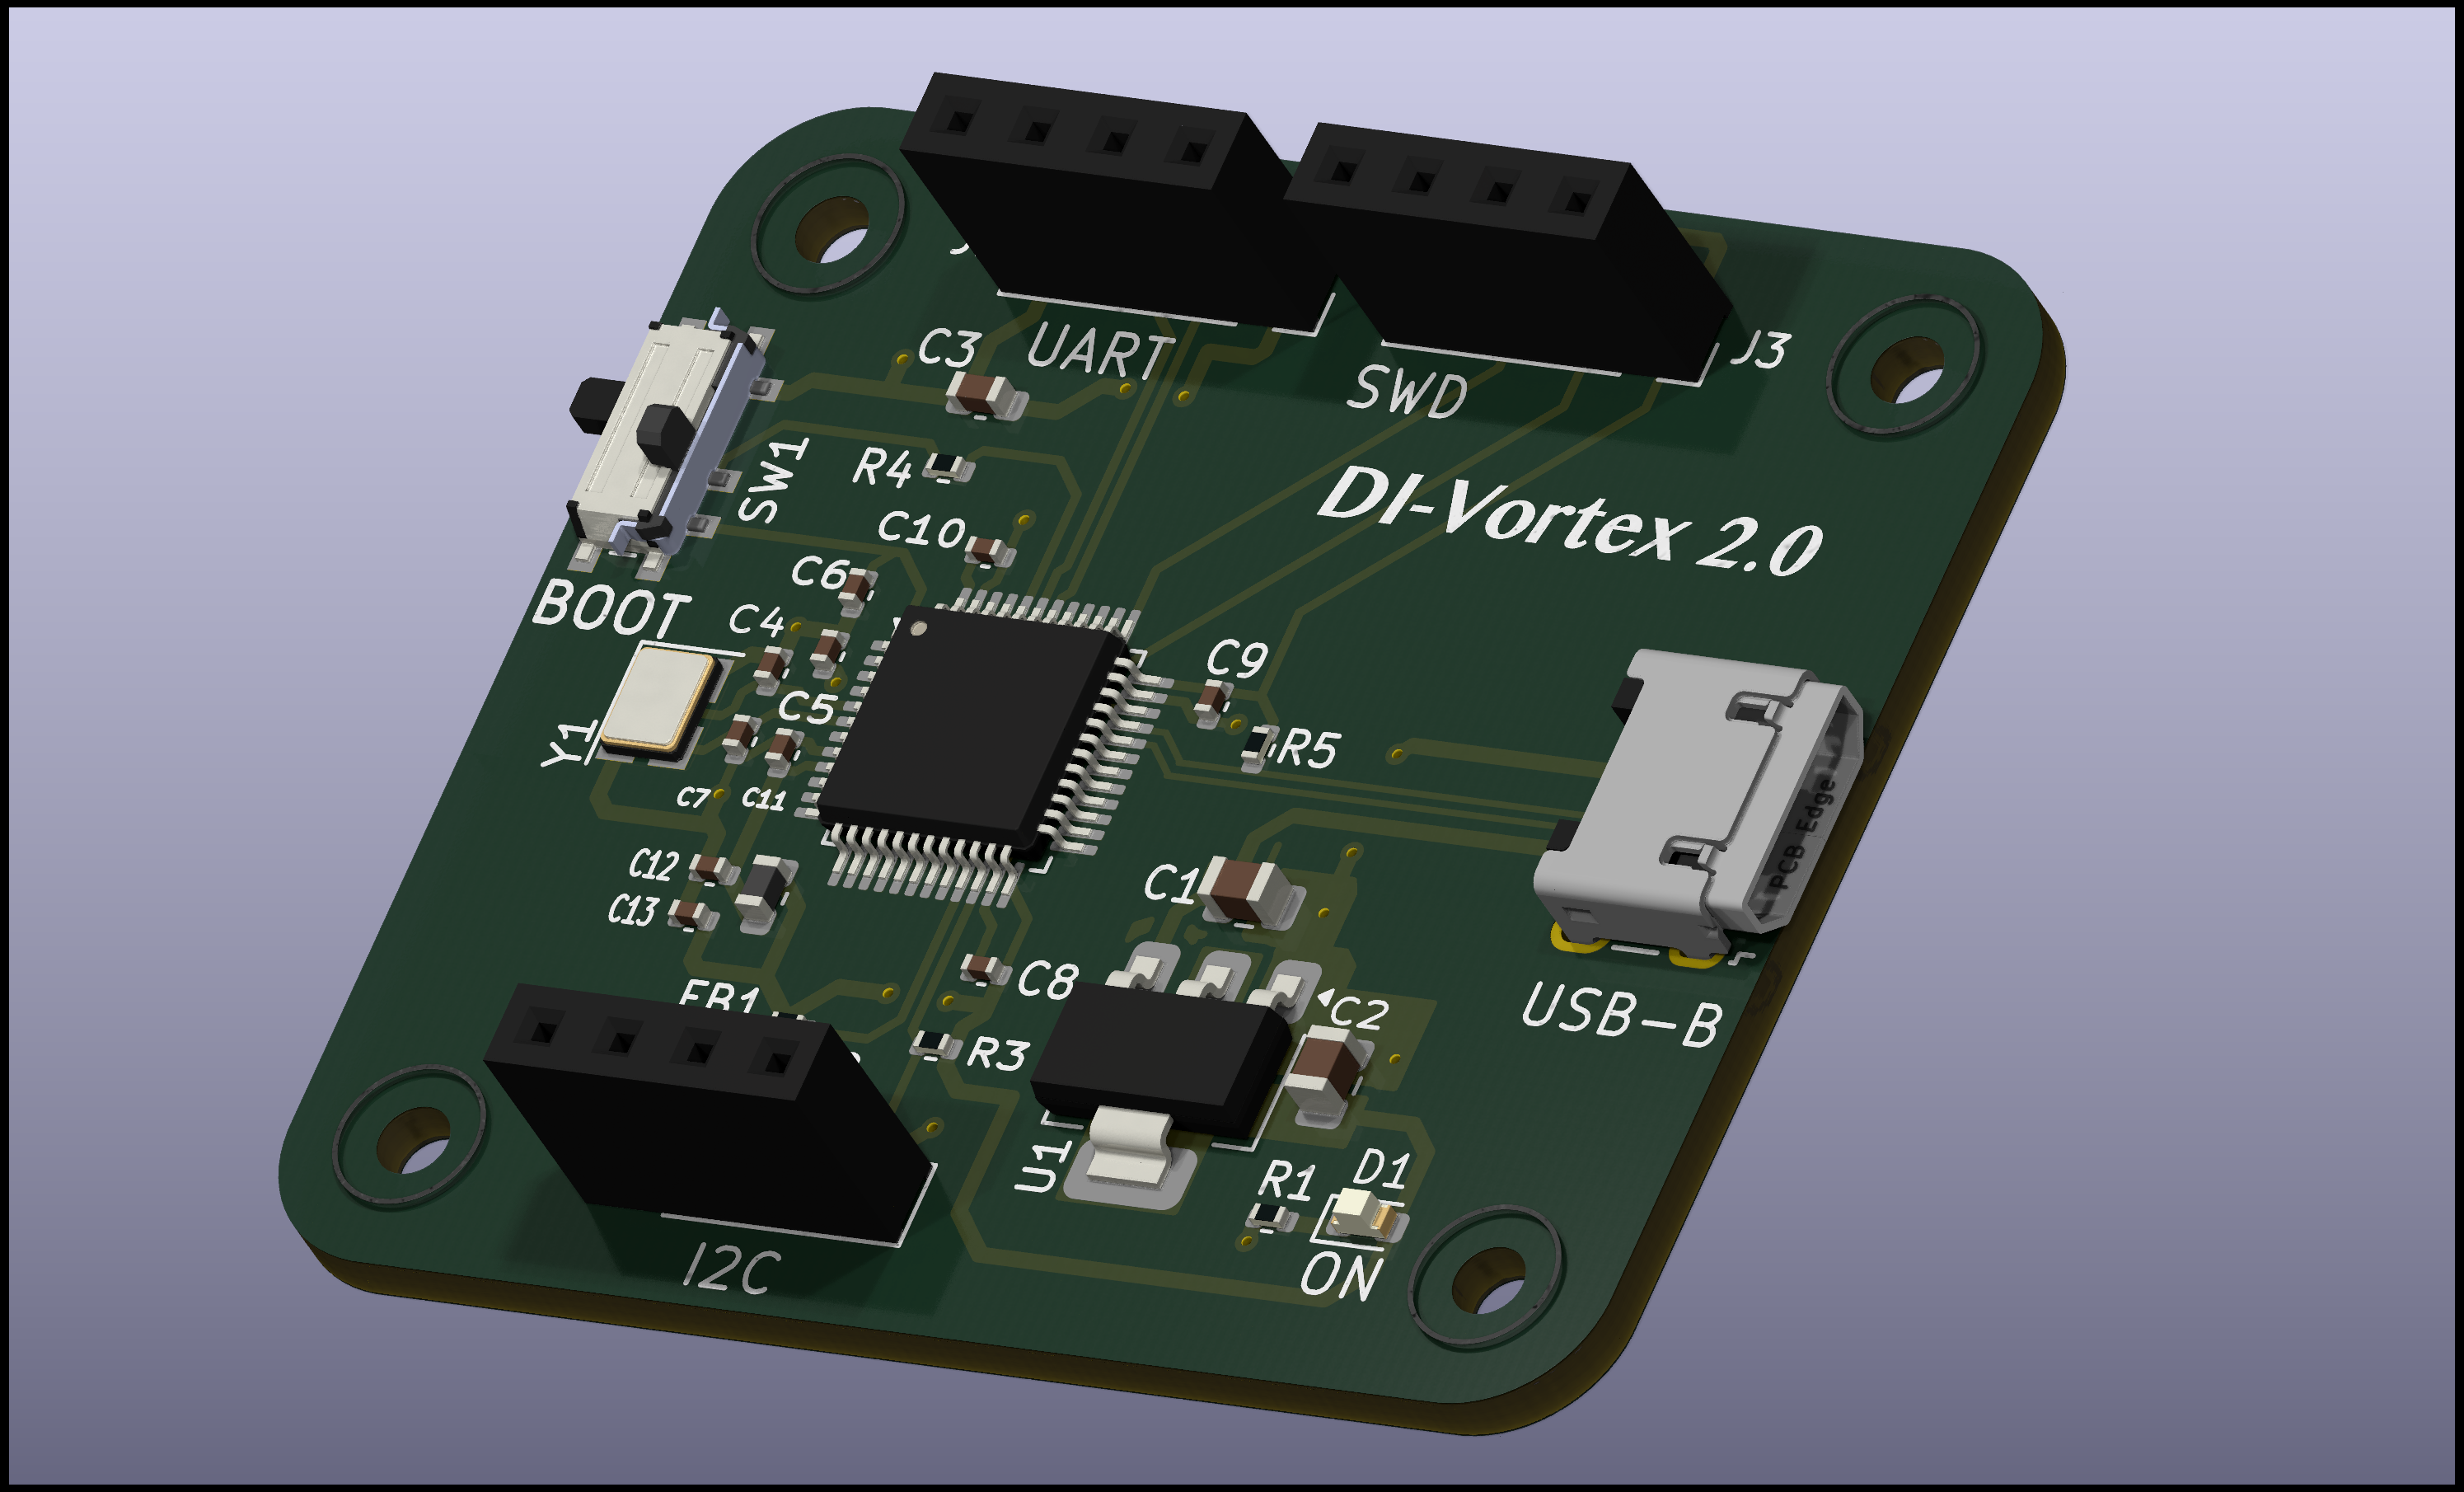 C3
UART
J3
SWD
R4
SW1
DI-Vortex 2.0
C10
C6
BOOT
C4
C9
C5
Y1
R5
C7
C11
PCB Edge
C12
C1
C13
C8
FB1
C2
USB-B
R3
U1
R1
D1
I2C
ON